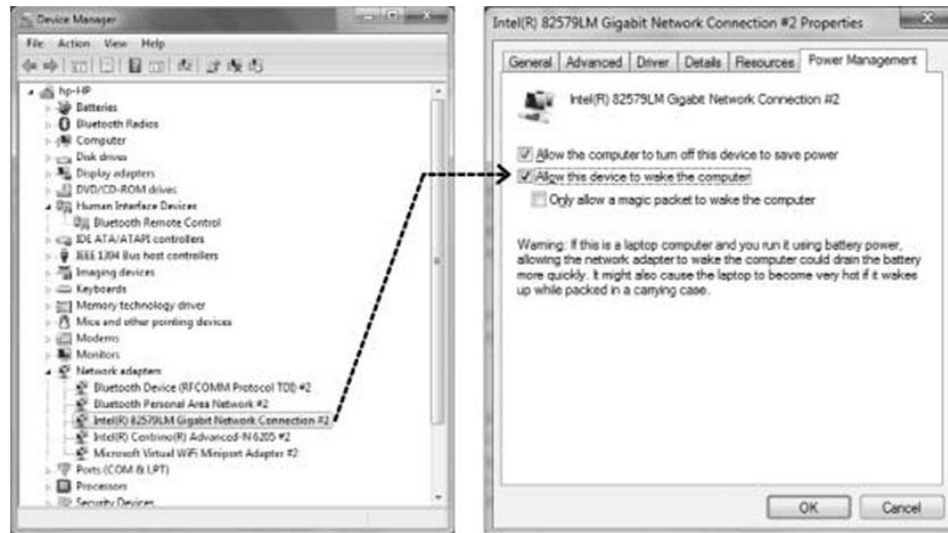 Device Manager
File Action View Help
hp-HP
Batteries
Bluetooth Radios
Computer
Disk drives
Display adapters
DVD/CD-ROM drives
Human Interface Devices
Bluetooth Remote Control
IDE ATA/ATAPI controllers
IEEE 1394 Bus host controllers
Imaging devices
Keyboards
Memory technology driver
Mice and other pointing devices
Modems
Monitors
Network adapters
Bluetooth Device (RFCOMM Protocol TDI) #2
Bluetooth Personal Area Network #2
Intel(R) 82579LM Gigabit Network Connection #2
Intel(R) Centrino(R) Advanced-N 6205 #2
Microsoft Virtual WiFi Miniport Adapter #2
Ports (COM & LPT)
Processors
Security Devices
Intel(R) 82579LM Gigabit Network Connection #2 Properties
General Advanced Driver Details Resources Power Management
Intel(R) 82579LM Gigabit Network Connection #2
Allow the computer to turn off this device to save power
Allow this device to wake the computer
Only allow a magic packet to wake the computer
Warning: If this is a laptop computer and you run it using battery power,
allowing the network adapter to wake the computer could drain the battery
more quickly. It might also cause the laptop to become very hot if it wakes
up while packed in a carrying case.
OK Cancel